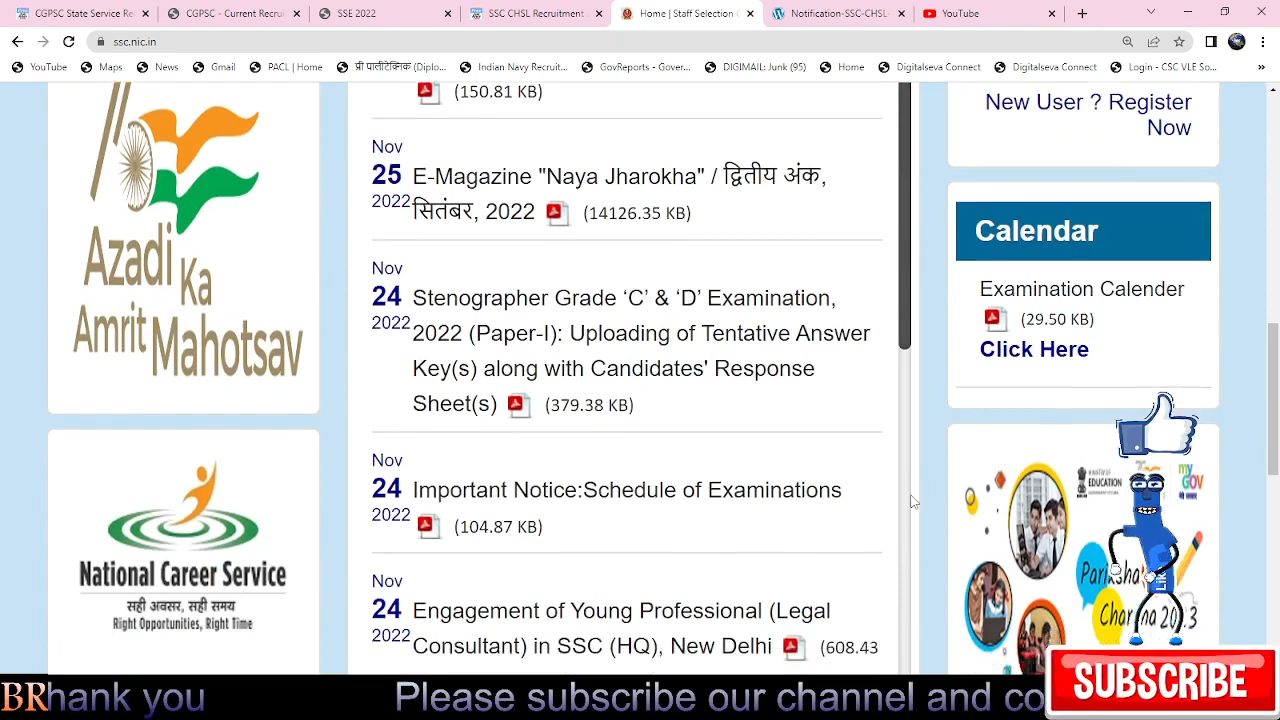 CGPSC State Service Re
CGPSC - Current Recrui
SSE 2022
SSC CHSL Recruitment
Home | Staff Selection
Notification-SSC-CHSL-
YouTube
ssc.nic.in
YouTube
Maps
News
Gmail
PACL | Home
प्री पालीटेक्निक (Diplo...
Indian Navy Recruit...
GovReports - Gover...
DIGIMAIL: Junk (95)
Home
Digitalseva Connect
Digitalseva Connect
Login - CSC VLE So...
Azadi
Ka
Amrit
Mahotsav
National Career Service
सही अवसर, सही समय
Right Opportunities, Right Time
(150.81 KB)
Nov
25
2022
E-Magazine "Naya Jharokha" / द्वितीय अंक,
सितंबर, 2022 (14126.35 KB)
Nov
24
2022
Stenographer Grade ‘C’ & ‘D’ Examination,
2022 (Paper-I): Uploading of Tentative Answer
Key(s) along with Candidates' Response
Sheet(s) (379.38 KB)
Nov
24
2022
Important Notice:Schedule of Examinations
(104.87 KB)
Nov
24
2022
Engagement of Young Professional (Legal
Consultant) in SSC (HQ), New Delhi (608.43
New User ? Register
Now
Calendar
Examination Calender
(29.50 KB)
Click Here
EDUCATION
my
GOV
LIKE
SUBSCRIBE
BR
hank you
Please subscribe our channel and co